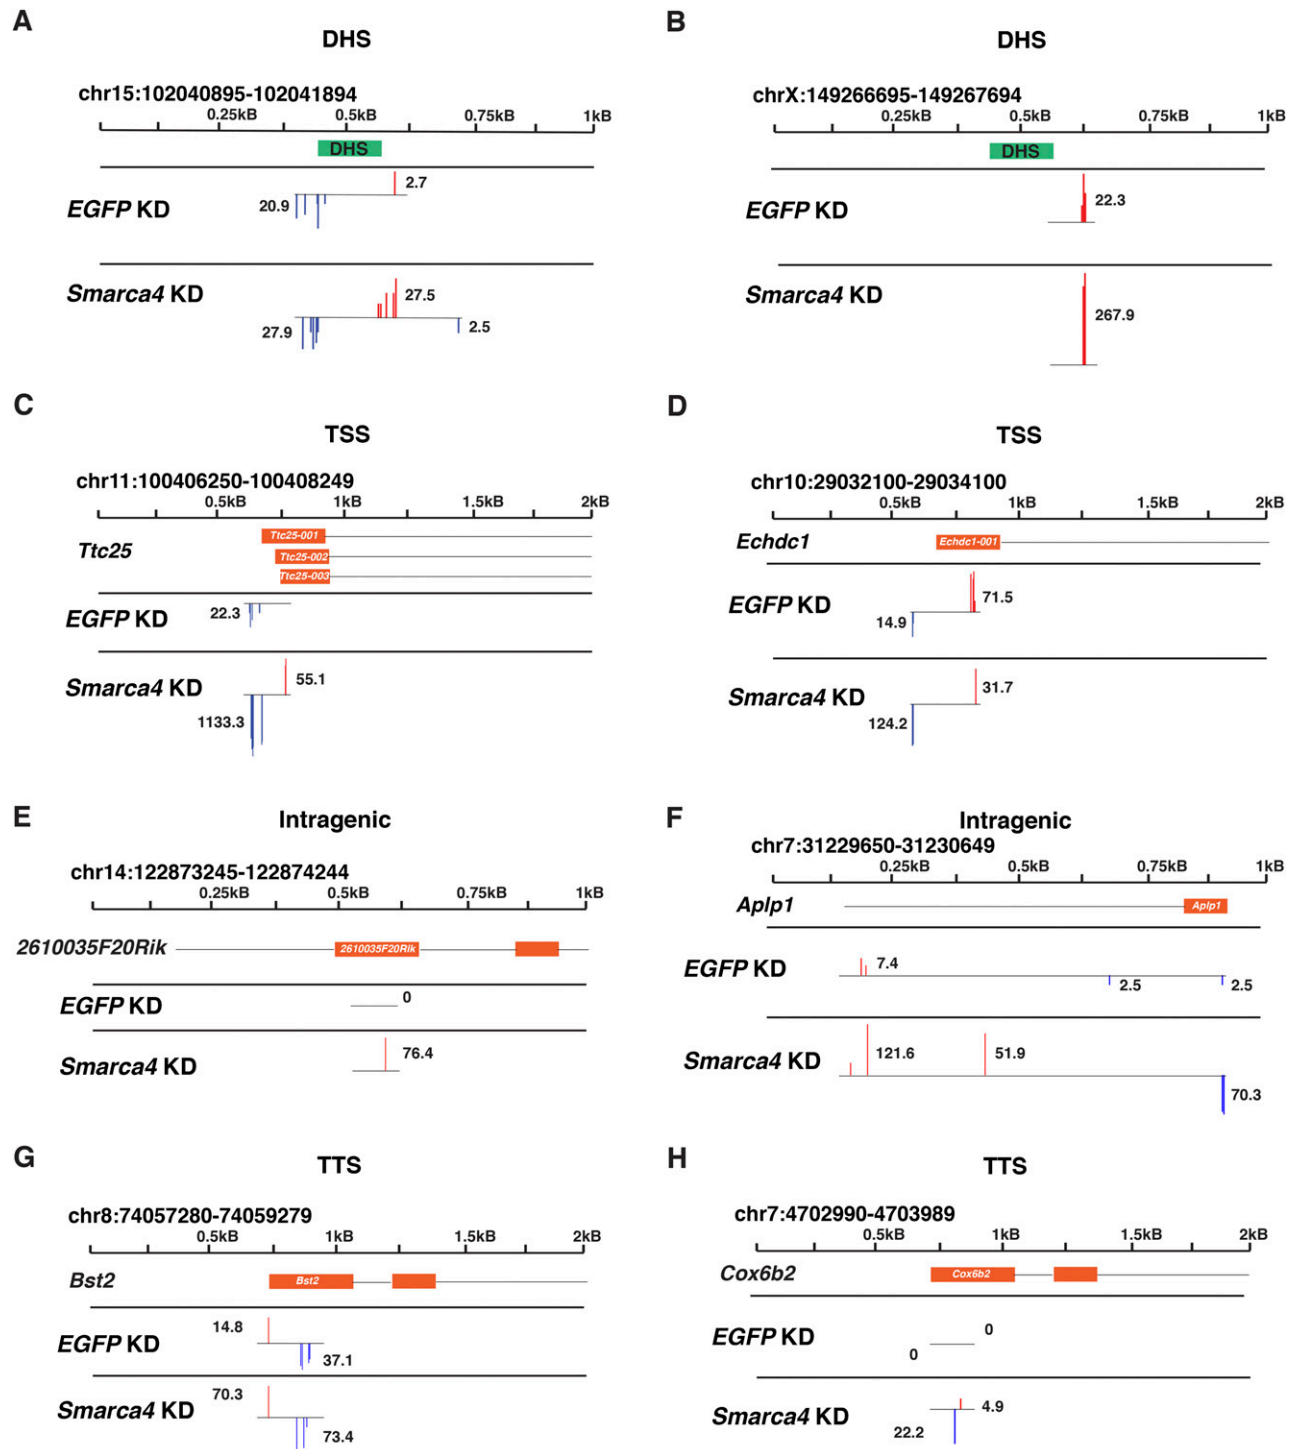 A
DHS
chr15:102040895-102041894
0.25kB 0.5kB 0.75kB 1kB
DHS
EGFP KD
20.9
2.7
Smarca4 KD
27.5
27.9
2.5
B
DHS
chrX:149266695-149267694
0.25kB 0.5kB 0.75kB 1kB
DHS
EGFP KD
22.3
Smarca4 KD
267.9
C
TSS
chr11:100406250-100408249
0.5kB 1kB 1.5kB 2kB
Ttc25
Ttc25-001
Ttc25-002
Ttc25-003
EGFP KD
22.3
Smarca4 KD
55.1
1133.3
D
TSS
chr10:29032100-29034100
0.5kB 1kB 1.5kB 2kB
Echdc1
Echdc1-001
EGFP KD
71.5
14.9
Smarca4 KD
31.7
124.2
E
Intragenic
chr14:122873245-122874244
0.25kB 0.5kB 0.75kB 1kB
2610035F20Rik
2610035F20Rik
EGFP KD
0
Smarca4 KD
76.4
F
Intragenic
chr7:31229650-31230649
0.25kB 0.5kB 0.75kB 1kB
Aplp1
Aplp1
EGFP KD
7.4
2.5
2.5
Smarca4 KD
121.6
51.9
70.3
G
TTS
chr8:74057280-74059279
0.5kB 1kB 1.5kB 2kB
Bst2
Bst2
EGFP KD
14.8
37.1
Smarca4 KD
70.3
73.4
H
TTS
chr7:4702990-4703989
0.5kB 1kB 1.5kB 2kB
Cox6b2
Cox6b2
EGFP KD
0
0
Smarca4 KD
4.9
22.2